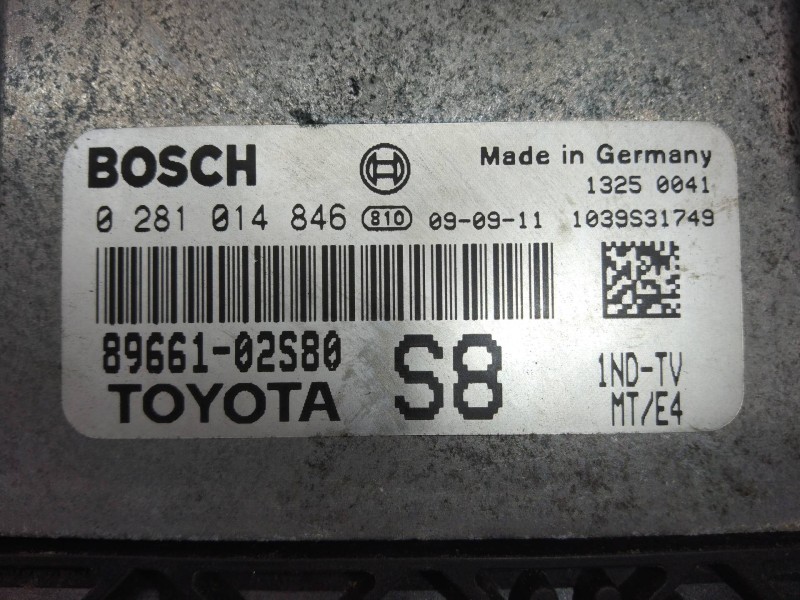 BOSCH
Made in Germany
1325 0041
0 281 014 846 810 09-09-11 1039S31749
89661-02S80
TOYOTA
S8
1ND-TV
MT/E4